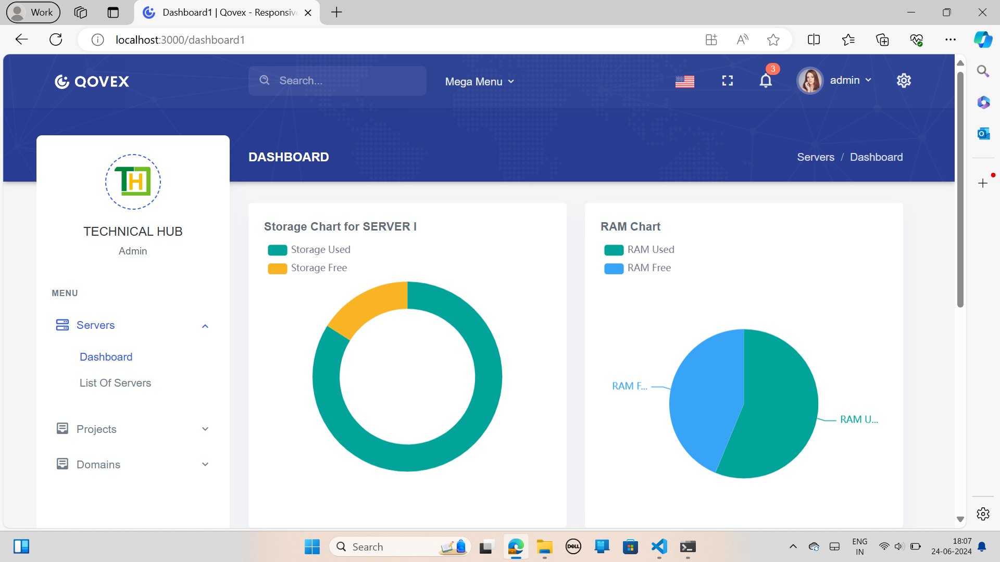 Work
Dashboard1 | Qovex - Responsive
localhost:3000/dashboard1
QOVEX
Search...
Mega Menu
3
admin
DASHBOARD
Servers / Dashboard
TH
TECHNICAL HUB
Admin
MENU
Servers
Dashboard
List Of Servers
Projects
Domains
Storage Chart for SERVER I
Storage Used
Storage Free
RAM Chart
RAM Used
RAM Free
RAM F...
RAM U...
Search
DELL
ENG
IN
18:07
24-06-2024